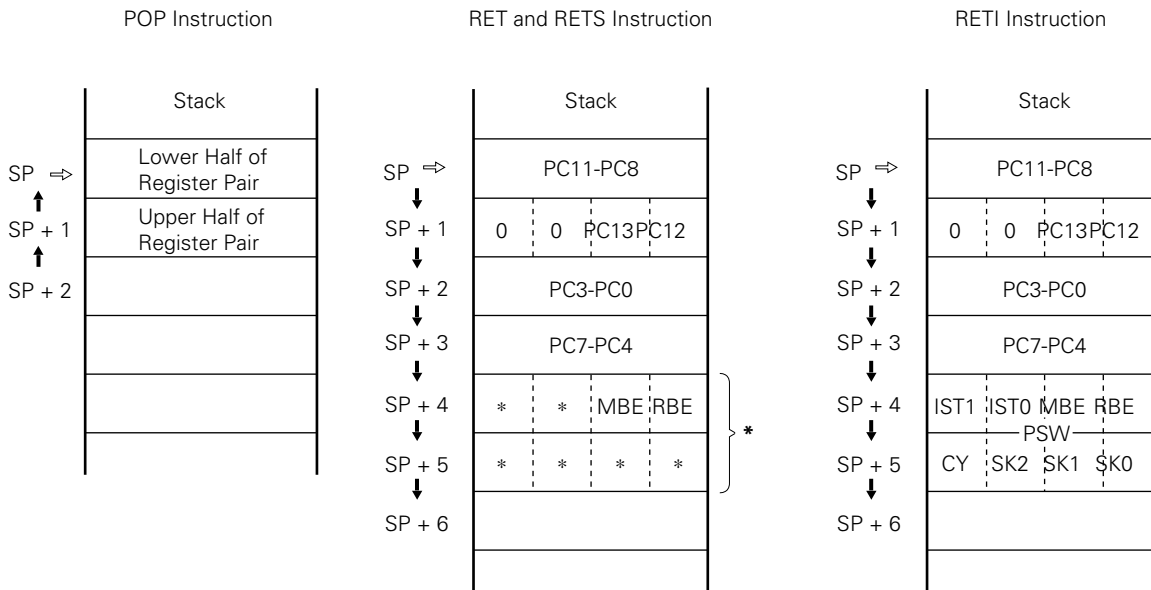 POP Instruction
RET and RETS Instruction
RETI Instruction
Stack
SP ⇨ Lower Half of
Register Pair
SP + 1 Upper Half of
Register Pair
SP + 2
Stack
SP ⇨ PC11-PC8
SP + 1 0 0 PC13 PC12
SP + 2 PC3-PC0
SP + 3 PC7-PC4
SP + 4 * * MBE RBE
*
SP + 5 * * * *
SP + 6
Stack
SP ⇨ PC11-PC8
SP + 1 0 0 PC13 PC12
SP + 2 PC3-PC0
SP + 3 PC7-PC4
SP + 4 IST1 IST0 MBE RBE
PSW
SP + 5 CY SK2 SK1 SK0
SP + 6